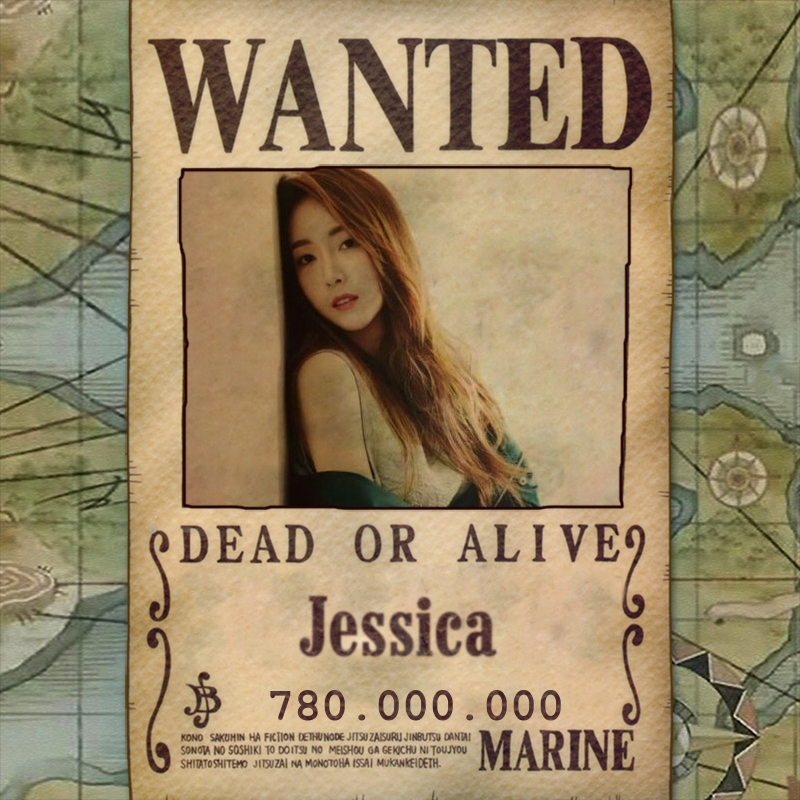 WANTED
DEAD OR ALIVE
Jessica
780.000.000
KONO SAKUHIN HA FICTION DETHUNODE JITSUZAISURU JINBUTSU DANTAI
SONOTA NO SOSHIKI TO DOITSU NO MEISHOU GA GEKICHU NI TOUJYOU
SHITATOSHITEMO JITSUZAI NA MONOTOHA ISSAI MUKANKEIDETH.
MARINE